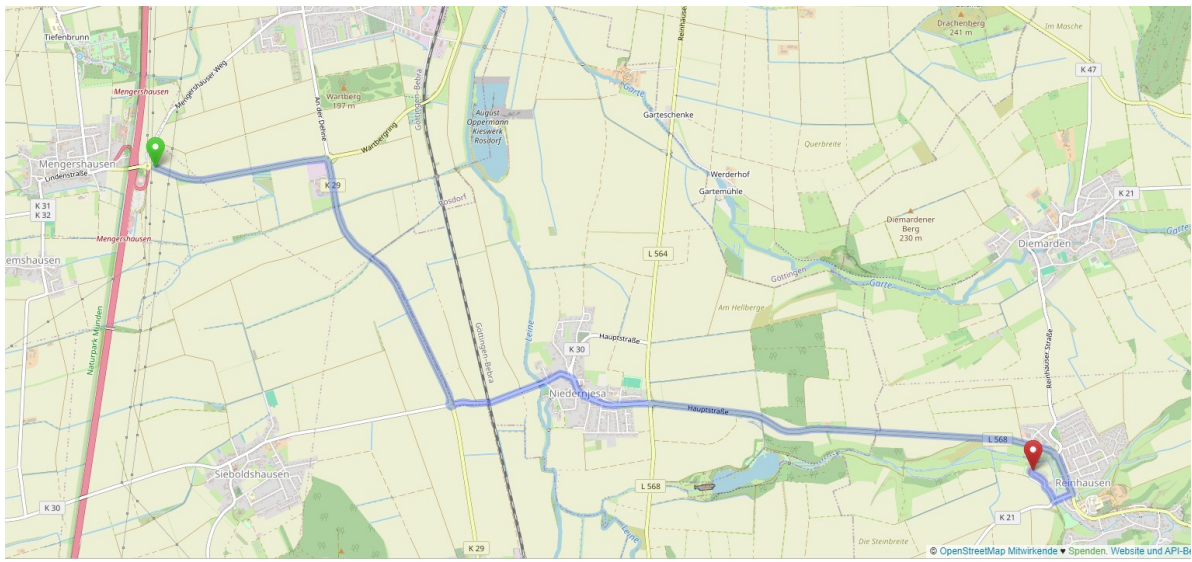 Tiefenbrunn
Mengershäuser Weg
Mengershausen
An der Dehne
Wartberg
197 m
Wartbergring
Göttingen-Bebra
August
Oppermann
Kieswerk
Rosdorf
Reinhäuser
Garte
Garteschenke
Drachenberg
241 m
Im Masche
K 47
Querbreite
Mengershausen
Lindenstraße
K 31
K 32
K 29
Rosdorf
Werderhof
Gartemühle
Diemardener
Berg
230 m
K 21
Diemarden
Garte
Mengershausen
L 564
Göttingen
Garte
Naturpark Münden
Leine
Göttingen-Bebra
Am Hellberge
Hauptstraße
K 30
Niedernjesa
Hauptstraße
Reinhäuser Straße
L 568
Sieboldshausen
K 30
L 568
Leine
Reinhausen
K 21
K 29
Die Steinbreite
© OpenStreetMap Mitwirkende ♥ Spenden. Website und API-Be